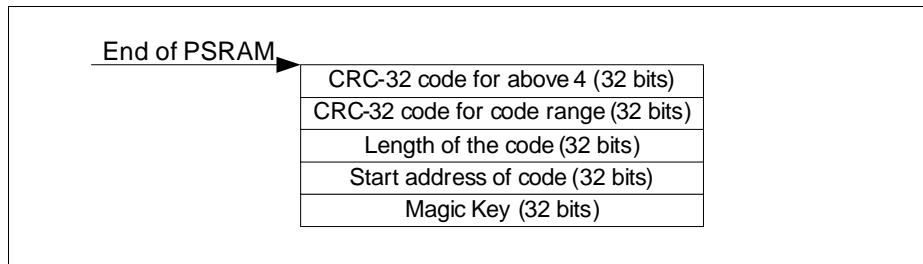 End of PSRAM
CRC-32 code for above 4 (32 bits)
CRC-32 code for code range (32 bits)
Length of the code (32 bits)
Start address of code (32 bits)
Magic Key (32 bits)